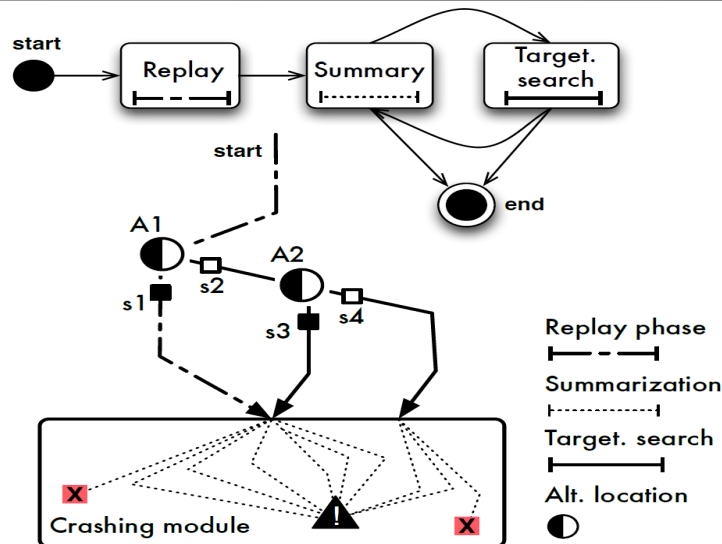 start
Replay
Summary
Target.
search
start
end
A1
A2
s2
s1
s4
s3
Replay phase
Summarization
Target. search
Alt. location
X
!
X
Crashing module